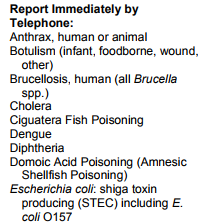 Report Immediately by
Telephone:
Anthrax, human or animal
Botulism (infant, foodborne, wound,
other)
Brucellosis, human (all Brucella
spp.)
Cholera
Ciguatera Fish Poisoning
Dengue
Diphtheria
Domoic Acid Poisoning (Amnesic
Shellfish Poisoning)
Escherichia coli: shiga toxin
producing (STEC) including E.
coli O157